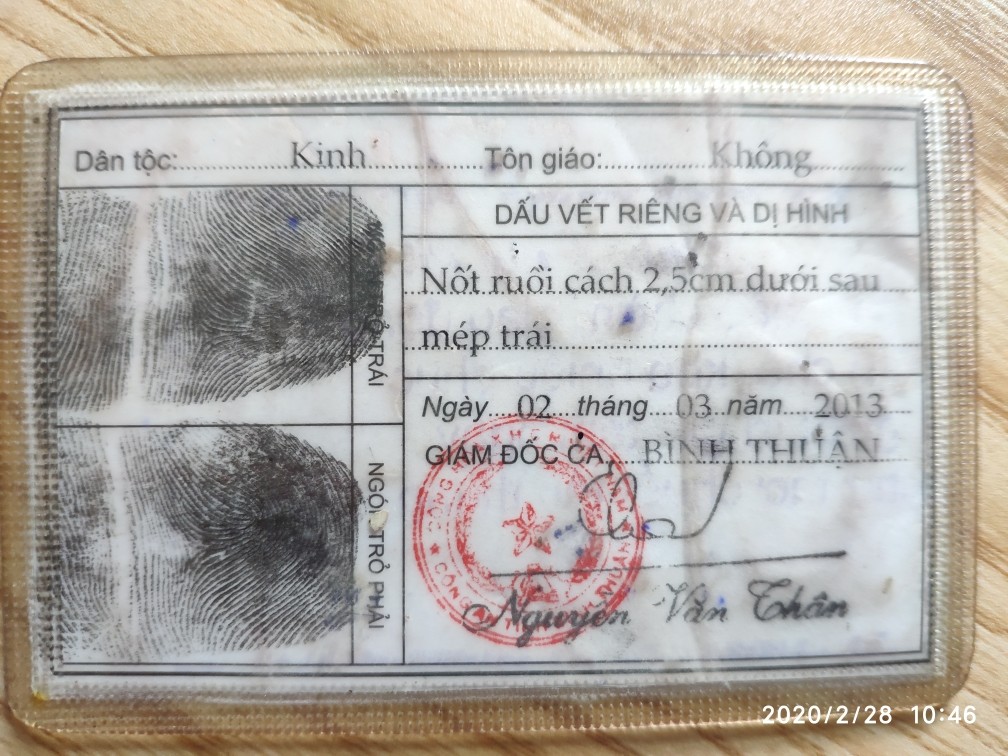 Dân tộc: Kinh Tôn giáo: Không
DẤU VẾT RIÊNG VÀ DỊ HÌNH
Nốt ruồi cách 2,5cm dưới sau
mép trái
TRÁI
NGÓN TRỎ PHẢI
Ngày 02 tháng 03 năm 2013
GIÁM ĐỐC CA BÌNH THUẬN
Nguyễn Văn Thân
2020/2/28 10:46